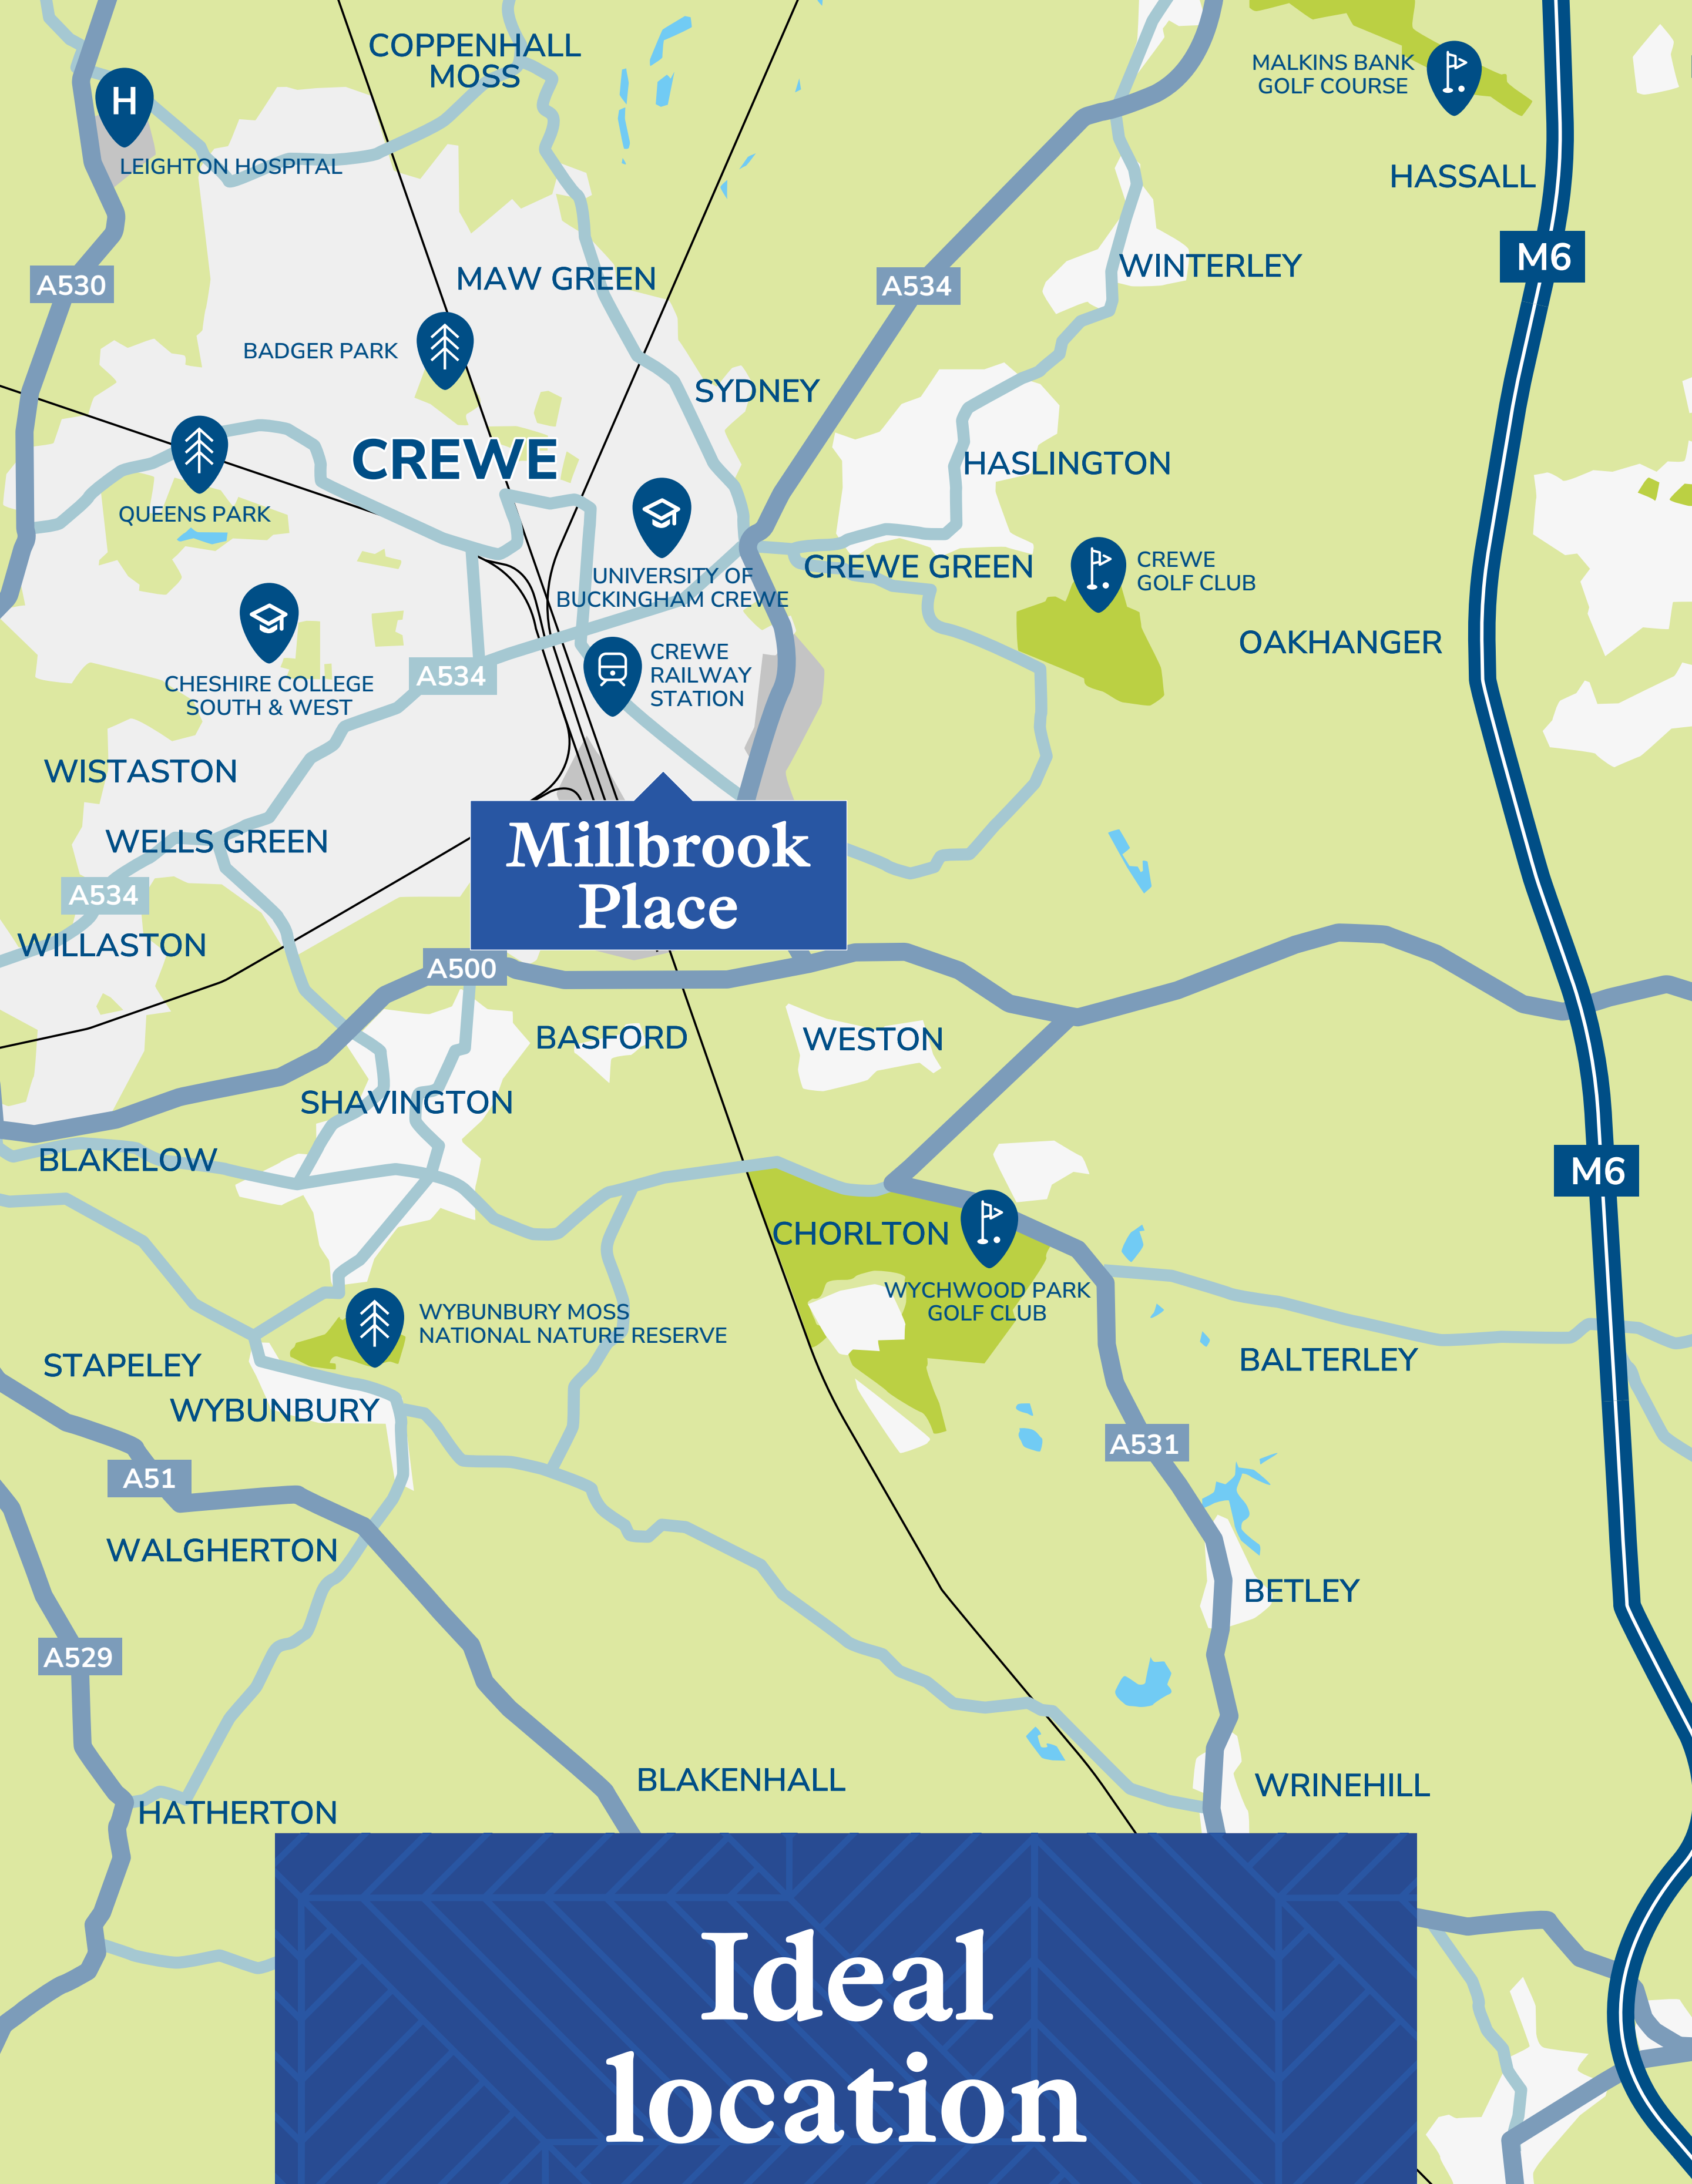 COPPENHALL
MOSS
MALKINS BANK
GOLF COURSE
H
LEIGHTON HOSPITAL
HASSALL
M6
WINTERLEY
MAW GREEN
A530
A534
BADGER PARK
SYDNEY
CREWE
HASLINGTON
QUEENS PARK
CREWE GREEN
CREWE
GOLF CLUB
UNIVERSITY OF
BUCKINGHAM CREWE
OAKHANGER
CREWE
RAILWAY
STATION
A534
CHESHIRE COLLEGE
SOUTH & WEST
WISTASTON
WELLS GREEN
Millbrook
Place
A534
WILLASTON
A500
BASFORD
WESTON
SHAVINGTON
BLAKELOW
M6
CHORLTON
WYCHWOOD PARK
GOLF CLUB
WYBUNBURY MOSS
NATIONAL NATURE RESERVE
STAPELEY
BALTERLEY
WYBUNBURY
A531
A51
WALGHERTON
BETLEY
A529
BLAKENHALL
WRINEHILL
HATHERTON
Ideal
location